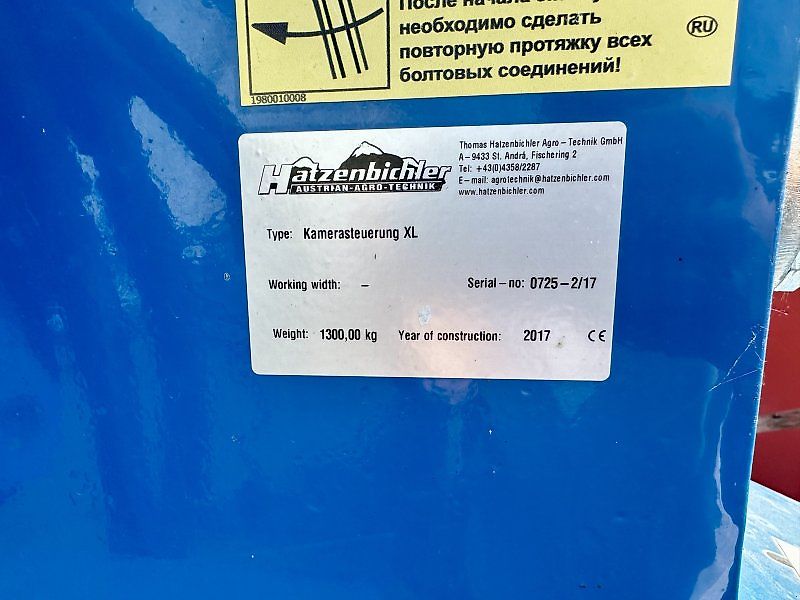 После начала
необходимо сделать
повторную протяжку всех
болтовых соединений!
RU
1980010008
Hatzenbichler
AUSTRIAN-AGRO-TECHNIK
Thomas Hatzenbichler Agro-Technik GmbH
A-9433 St. Andrä, Fischering 2
Tel: +43(0)4358/2287
E-mail: agrotechnik@hatzenbichler.com
www.hatzenbichler.com
Type: Kamerasteuerung XL
Working width: -
Serial-no: 0725-2/17
Weight: 1300,00 kg
Year of construction: 2017 CE